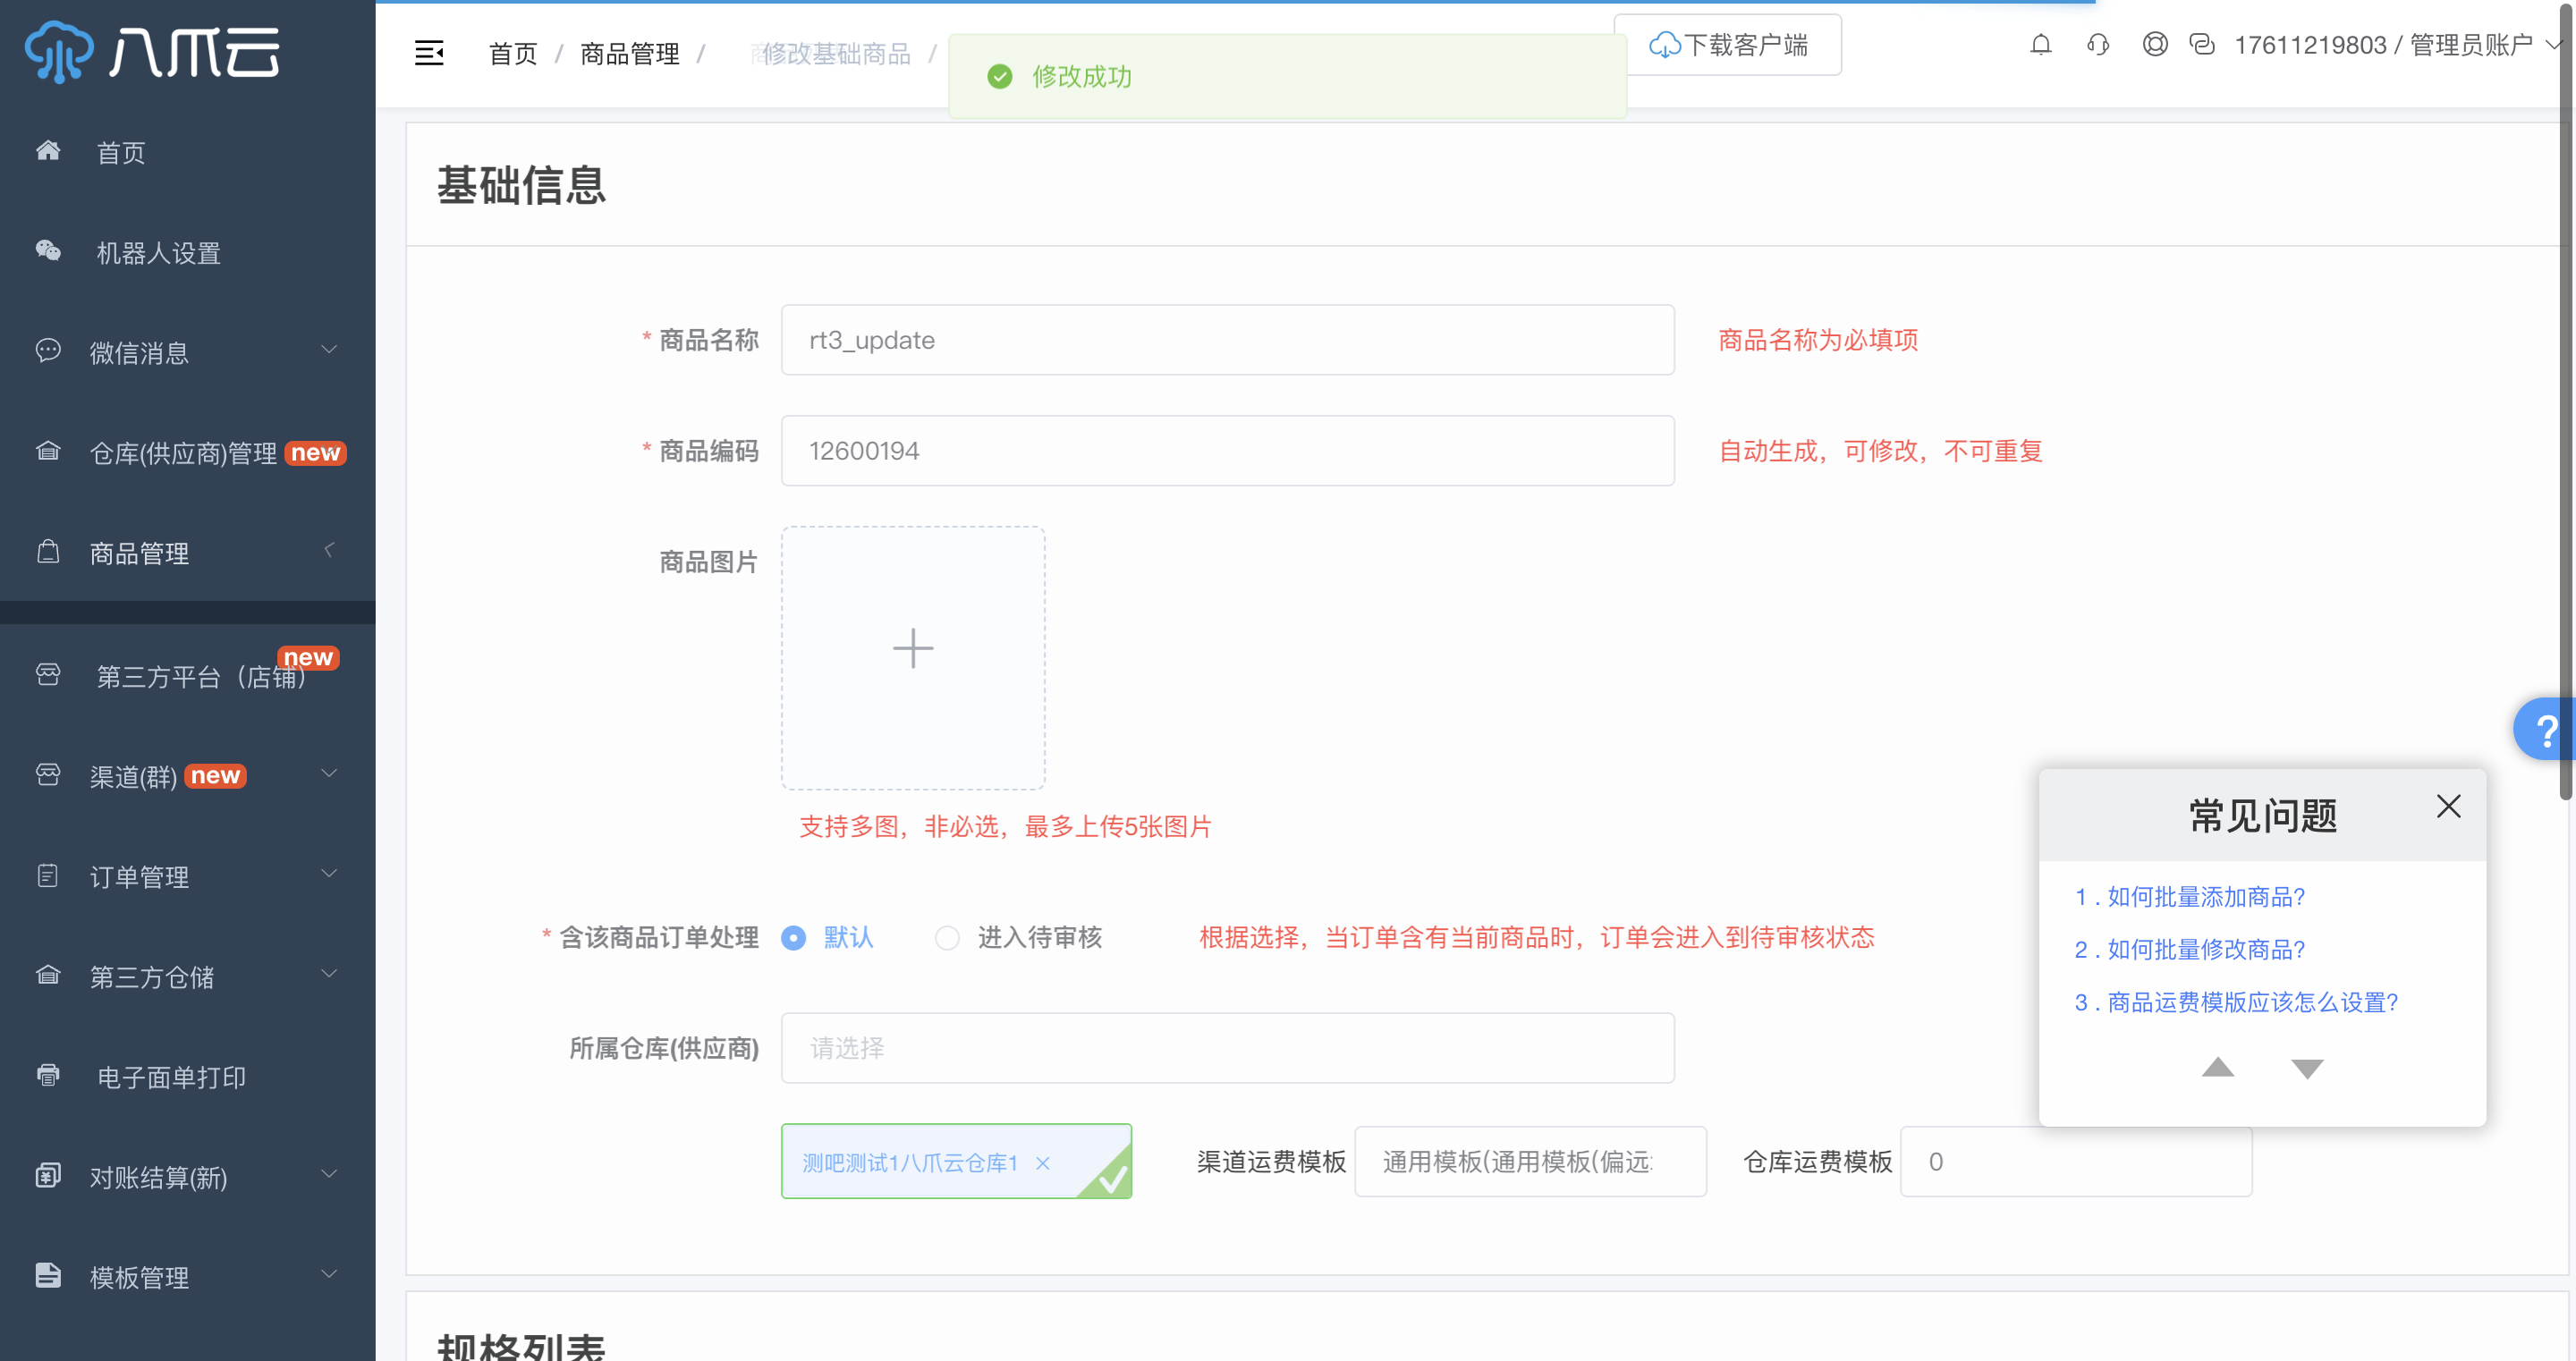 八爪云
首页 / 商品管理 / 修改基础商品 /
修改成功
下载客户端
17611219803 / 管理员账户
首页
机器人设置
微信消息
仓库(供应商)管理 new
商品管理
第三方平台（店铺） new
渠道(群) new
订单管理
第三方仓储
电子面单打印
对账结算(新)
模板管理
基础信息
* 商品名称 rt3_update 商品名称为必填项
* 商品编码 12600194 自动生成，可修改，不可重复
商品图片
支持多图，非必选，最多上传5张图片
* 含该商品订单处理 默认 进入待审核 根据选择，当订单含有当前商品时，订单会进入到待审核状态
所属仓库(供应商) 请选择
测吧测试1八爪云仓库1 × 渠道运费模板 通用模板(通用模板(偏远 仓库运费模板 0
规格列表
?
常见问题
1 . 如何批量添加商品?
2 . 如何批量修改商品?
3 . 商品运费模版应该怎么设置?